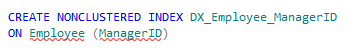 CREATE NONCLUSTERED INDEX DX_Employee_ManagerID
ON Employee (ManagerID)